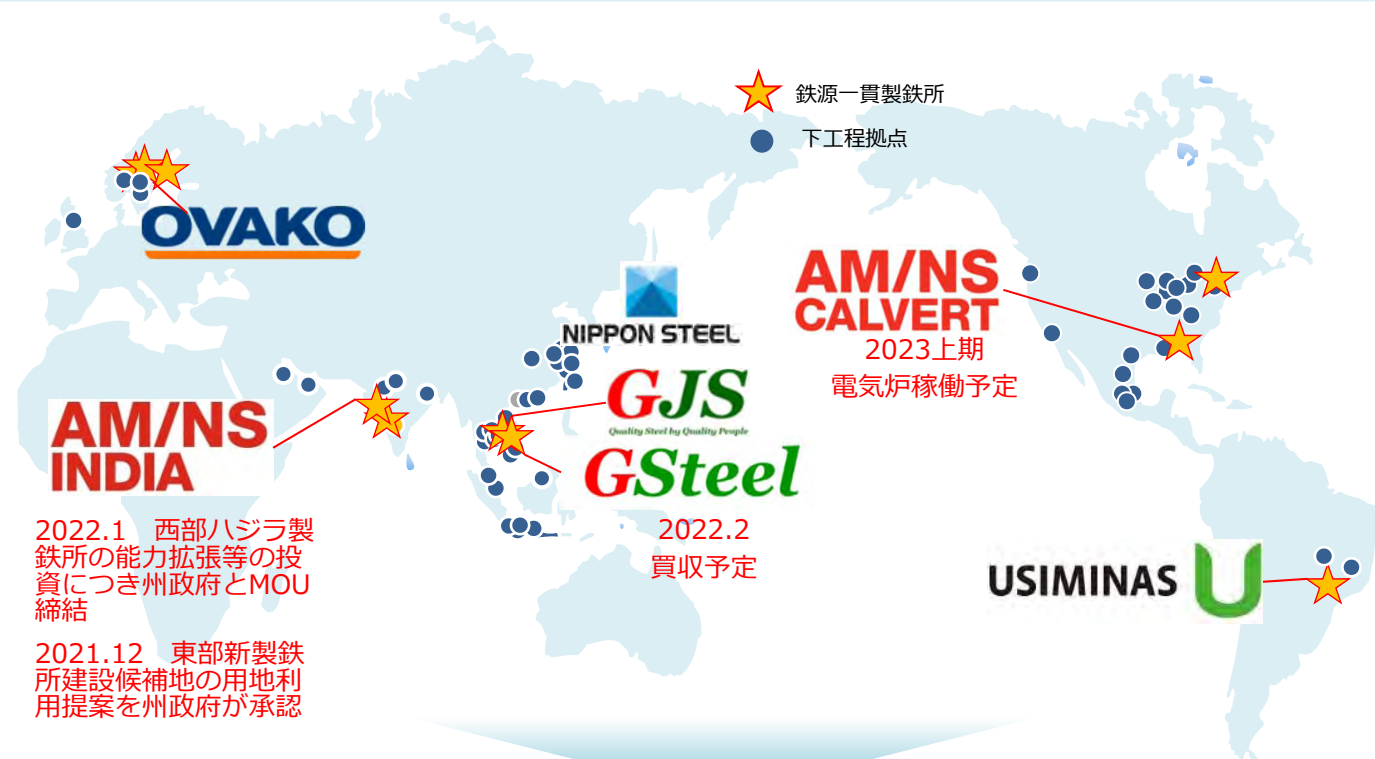 鉄源一貫製鉄所
下工程拠点
OVAKO
NIPPON STEEL
AM/NS
CALVERT
2023上期
電気炉稼働予定
GJS
Quality Steel by Quality People
GSteel
2022.2
買収予定
AM/NS
INDIA
2022.1 西部ハジラ製
鉄所の能力拡張等の投
資につき州政府とMOU
締結
2021.12 東部新製鉄
所建設候補地の用地利
用提案を州政府が承認
USIMINAS